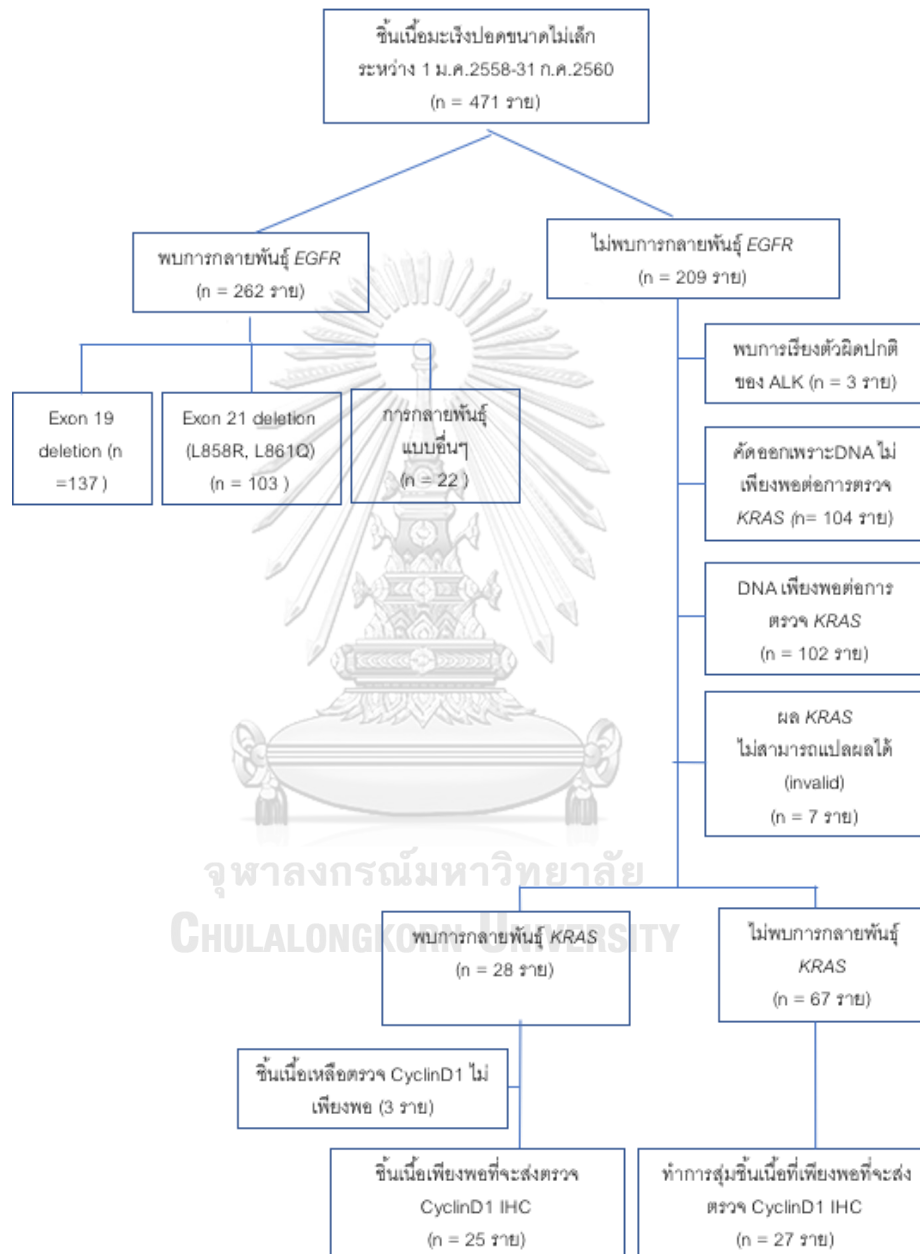 ชิ้นเนื้อมะเร็งปอดขนาดไม่เล็ก
ระหว่าง 1 ม.ค.2558-31 ก.ค.2560
(n = 471 ราย)
พบการกลายพันธุ์ EGFR
(n = 262 ราย)
ไม่พบการกลายพันธุ์ EGFR
(n = 209 ราย)
Exon 19
deletion (n
=137 )
Exon 21 deletion
(L858R, L861Q)
(n = 103 )
การกลายพันธุ์
แบบอื่นๆ
(n = 22 )
พบการเรียงตัวผิดปกติ
ของ ALK (n = 3 ราย)
คัดออกเพราะDNA ไม่
เพียงพอต่อการตรวจ
KRAS (n= 104 ราย)
DNA เพียงพอต่อการ
ตรวจ KRAS
(n = 102 ราย)
ผล KRAS
ไม่สามารถแปลผลได้
(invalid)
(n = 7 ราย)
จุฬาลงกรณ์มหาวิทยาลัย
CHULALONGKORN UNIVERSITY
พบการกลายพันธุ์ KRAS
(n = 28 ราย)
ไม่พบการกลายพันธุ์
KRAS
(n = 67 ราย)
ชิ้นเนื้อเหลือตรวจ CyclinD1 ไม่
เพียงพอ (3 ราย)
ชิ้นเนื้อเพียงพอที่จะส่งตรวจ
CyclinD1 IHC
(n = 25 ราย)
ทำการสุ่มชิ้นเนื้อที่เพียงพอที่จะส่ง
ตรวจ CyclinD1 IHC
(n = 27 ราย)